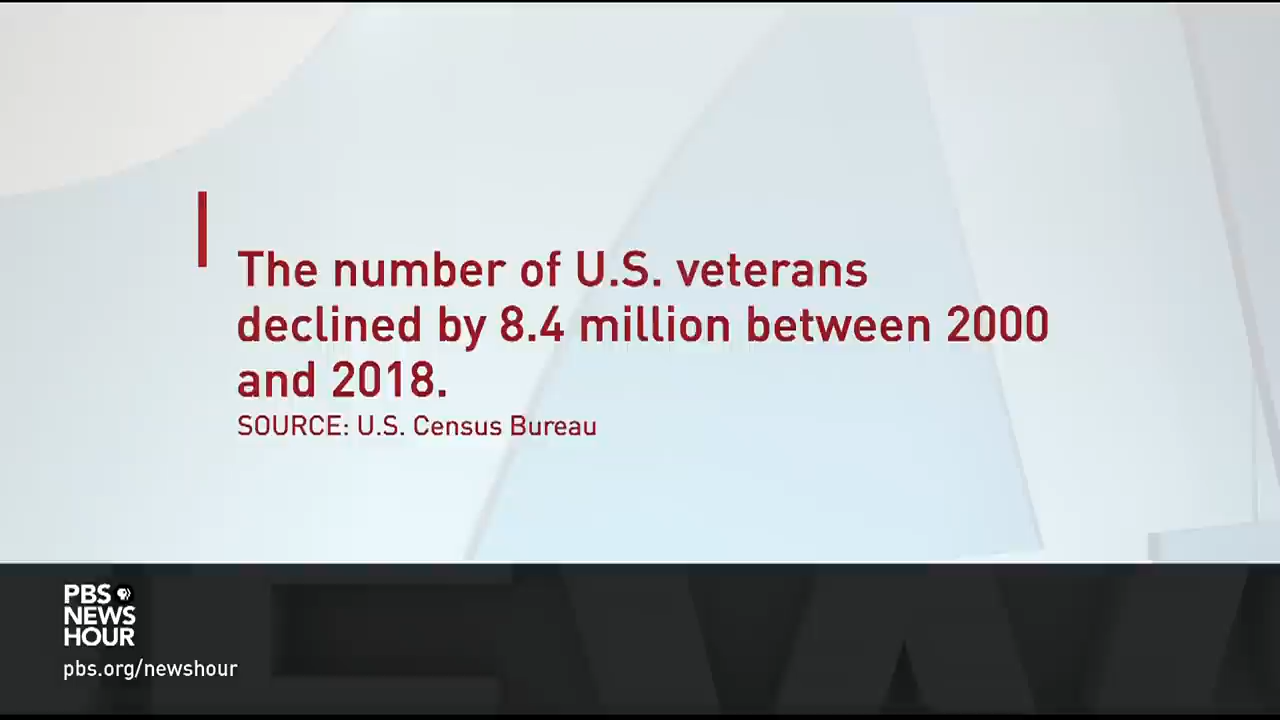 The number of U.S. veterans
declined by 8.4 million between 2000
and 2018.
SOURCE: U.S. Census Bureau
PBS
NEWS
HOUR
pbs.org/newshour